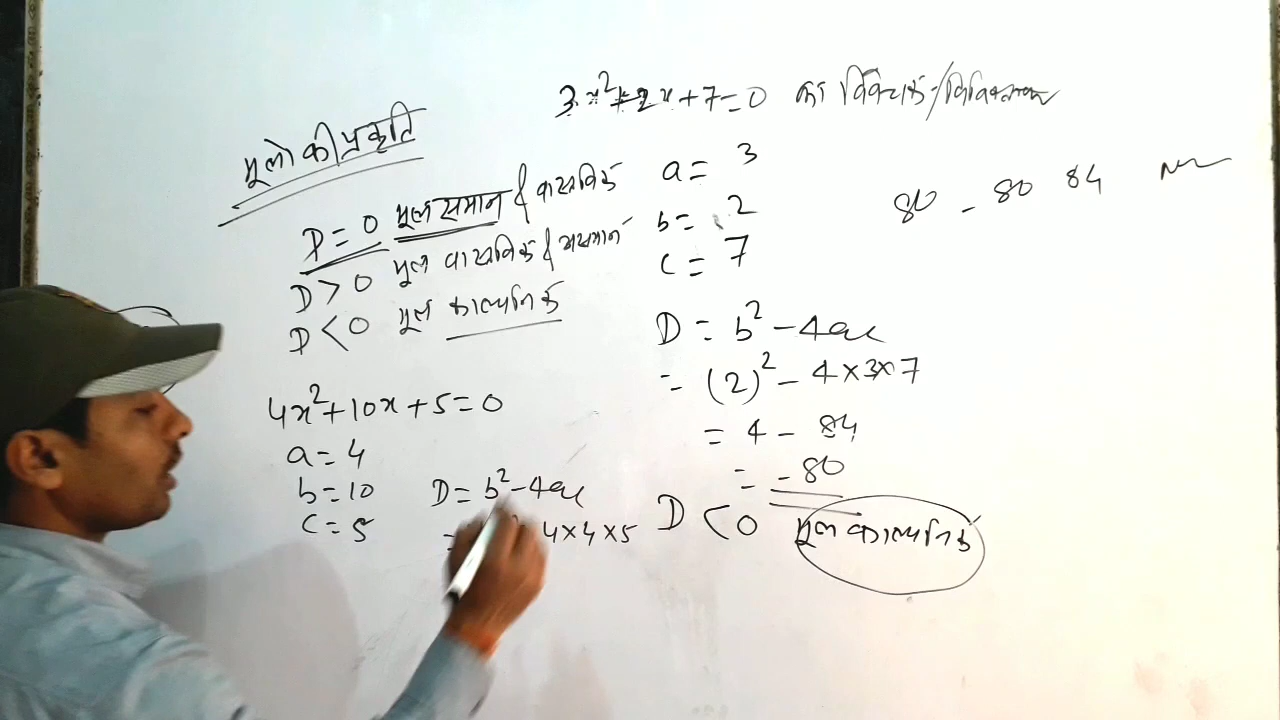 3x²+2x+7=0 का विविक्तकर
मूलो की प्रकृति
D=0 मूल समान & वास्तविक
D>0 मूल वास्तविक & असमान
D<0 मूल काल्पनिक
a= 3
b= 2
c= 7
80 - 80 84
D = b²-4ac
= (2)²- 4×3×7
= 4 - 84
= -80
D <0 मूल काल्पनिक
4x²+10x+5=0
a=4
b=10
c=5
D=b²-4ac
= 4×4×5